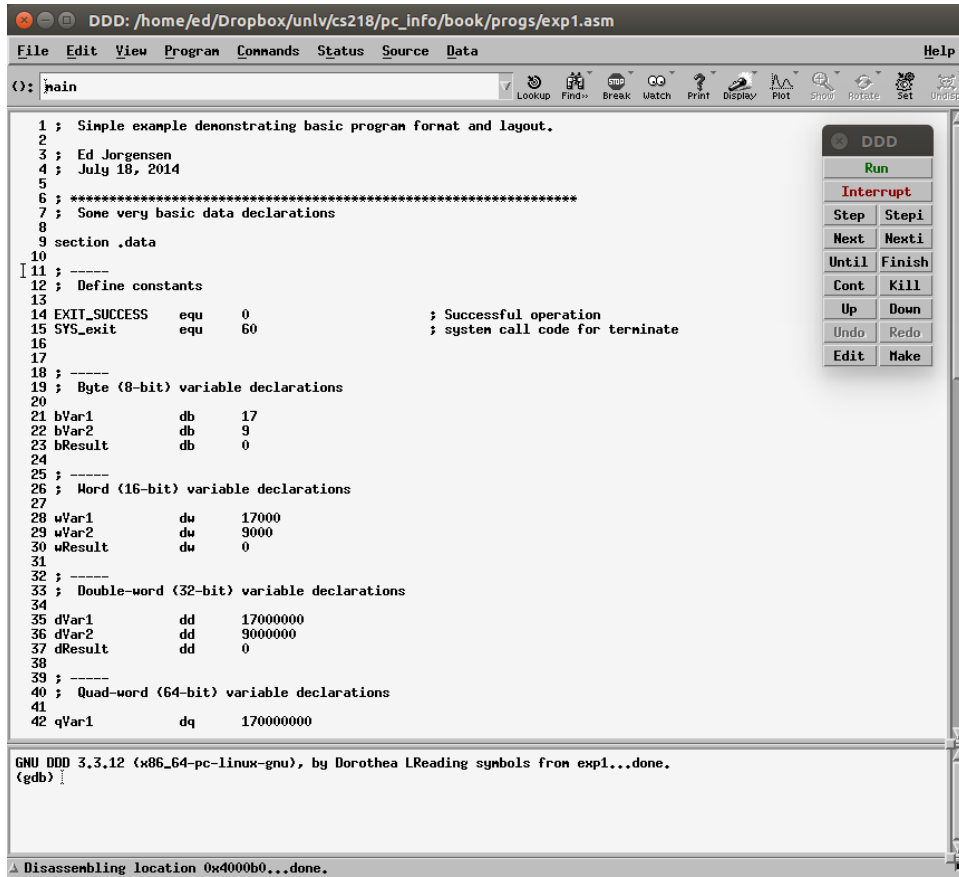 DDD: /home/ed/Dropbox/unlv/cs218/pc_info/book/progs/exp1.asm
File Edit View Program Commands Status Source Data Help
(): main
Lookup Find» Break Watch Print Display Plot Show Rotate Set Undisp
1 ;  Simple example demonstrating basic program format and layout.
2
3 ;  Ed Jorgensen
4 ;  July 18, 2014
5
6 ; ****************************************************************
7 ;  Some very basic data declarations
8
9 section .data
10
11 ; -----
12 ;  Define constants
13
14 EXIT_SUCCESS    equ    0    ; Successful operation
15 SYS_exit    equ    60    ; system call code for terminate
16
17
18 ; -----
19 ;  Byte (8-bit) variable declarations
20
21 bVar1    db    17
22 bVar2    db    9
23 bResult    db    0
24
25 ; -----
26 ;  Word (16-bit) variable declarations
27
28 wVar1    dw    17000
29 wVar2    dw    9000
30 wResult    dw    0
31
32 ; -----
33 ;  Double-word (32-bit) variable declarations
34
35 dVar1    dd    17000000
36 dVar2    dd    9000000
37 dResult    dd    0
38
39 ; -----
40 ;  Quad-word (64-bit) variable declarations
41
42 qVar1    dq    170000000
DDD
Run
Interrupt
Step Stepi
Next Nexti
Until Finish
Cont Kill
Up Down
Undo Redo
Edit Make
GNU DDD 3.3.12 (x86_64-pc-linux-gnu), by Dorothea LReading symbols from exp1...done.
(gdb)
Disassembling location 0x4000b0...done.